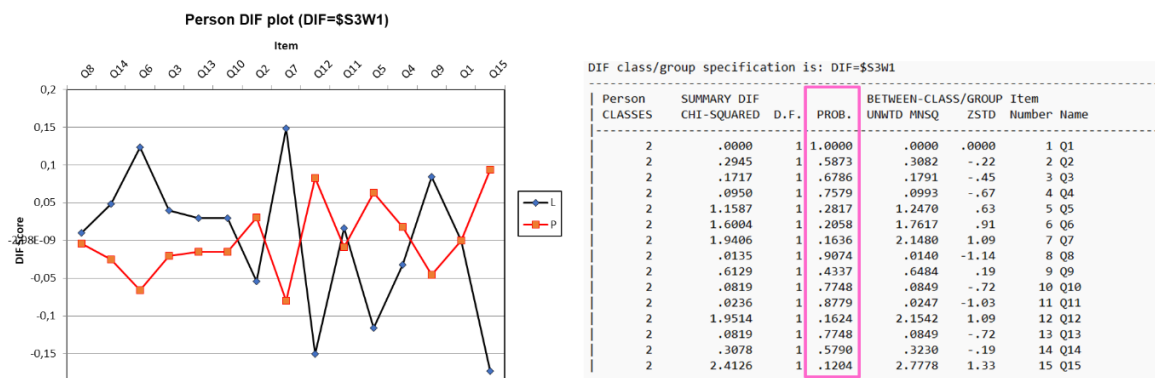 Person DIF plot (DIF=$S3W1)
Item
Q8 Q14 Q6 Q3 Q13 Q10 Q2 Q7 Q12 Q11 Q5 Q4 Q9 Q1 Q15
0,2
0,15
0,1
0,05
-2,08E-09
-0,05
-0,1
-0,15
DIF Score
L
P
DIF class/group specification is: DIF=$S3W1
Person SUMMARY DIF BETWEEN-CLASS/GROUP Item
CLASSES CHI-SQUARED D.F. PROB. UNWTD MNSQ ZSTD Number Name
2 .0000 1 1.0000 .0000 .0000 1 Q1
2 .2945 1 .5873 .3082 -.22 2 Q2
2 .1717 1 .6786 .1791 -.45 3 Q3
2 .0950 1 .7579 .0993 -.67 4 Q4
2 1.1587 1 .2817 1.2470 .63 5 Q5
2 1.6004 1 .2058 1.7617 .91 6 Q6
2 1.9406 1 .1636 2.1480 1.09 7 Q7
2 .0135 1 .9074 .0140 -1.14 8 Q8
2 .6129 1 .4337 .6484 .19 9 Q9
2 .0819 1 .7748 .0849 -.72 10 Q10
2 .0236 1 .8779 .0247 -1.03 11 Q11
2 1.9514 1 .1624 2.1542 1.09 12 Q12
2 .0819 1 .7748 .0849 -.72 13 Q13
2 .3078 1 .5790 .3230 -.19 14 Q14
2 2.4126 1 .1204 2.7778 1.33 15 Q15